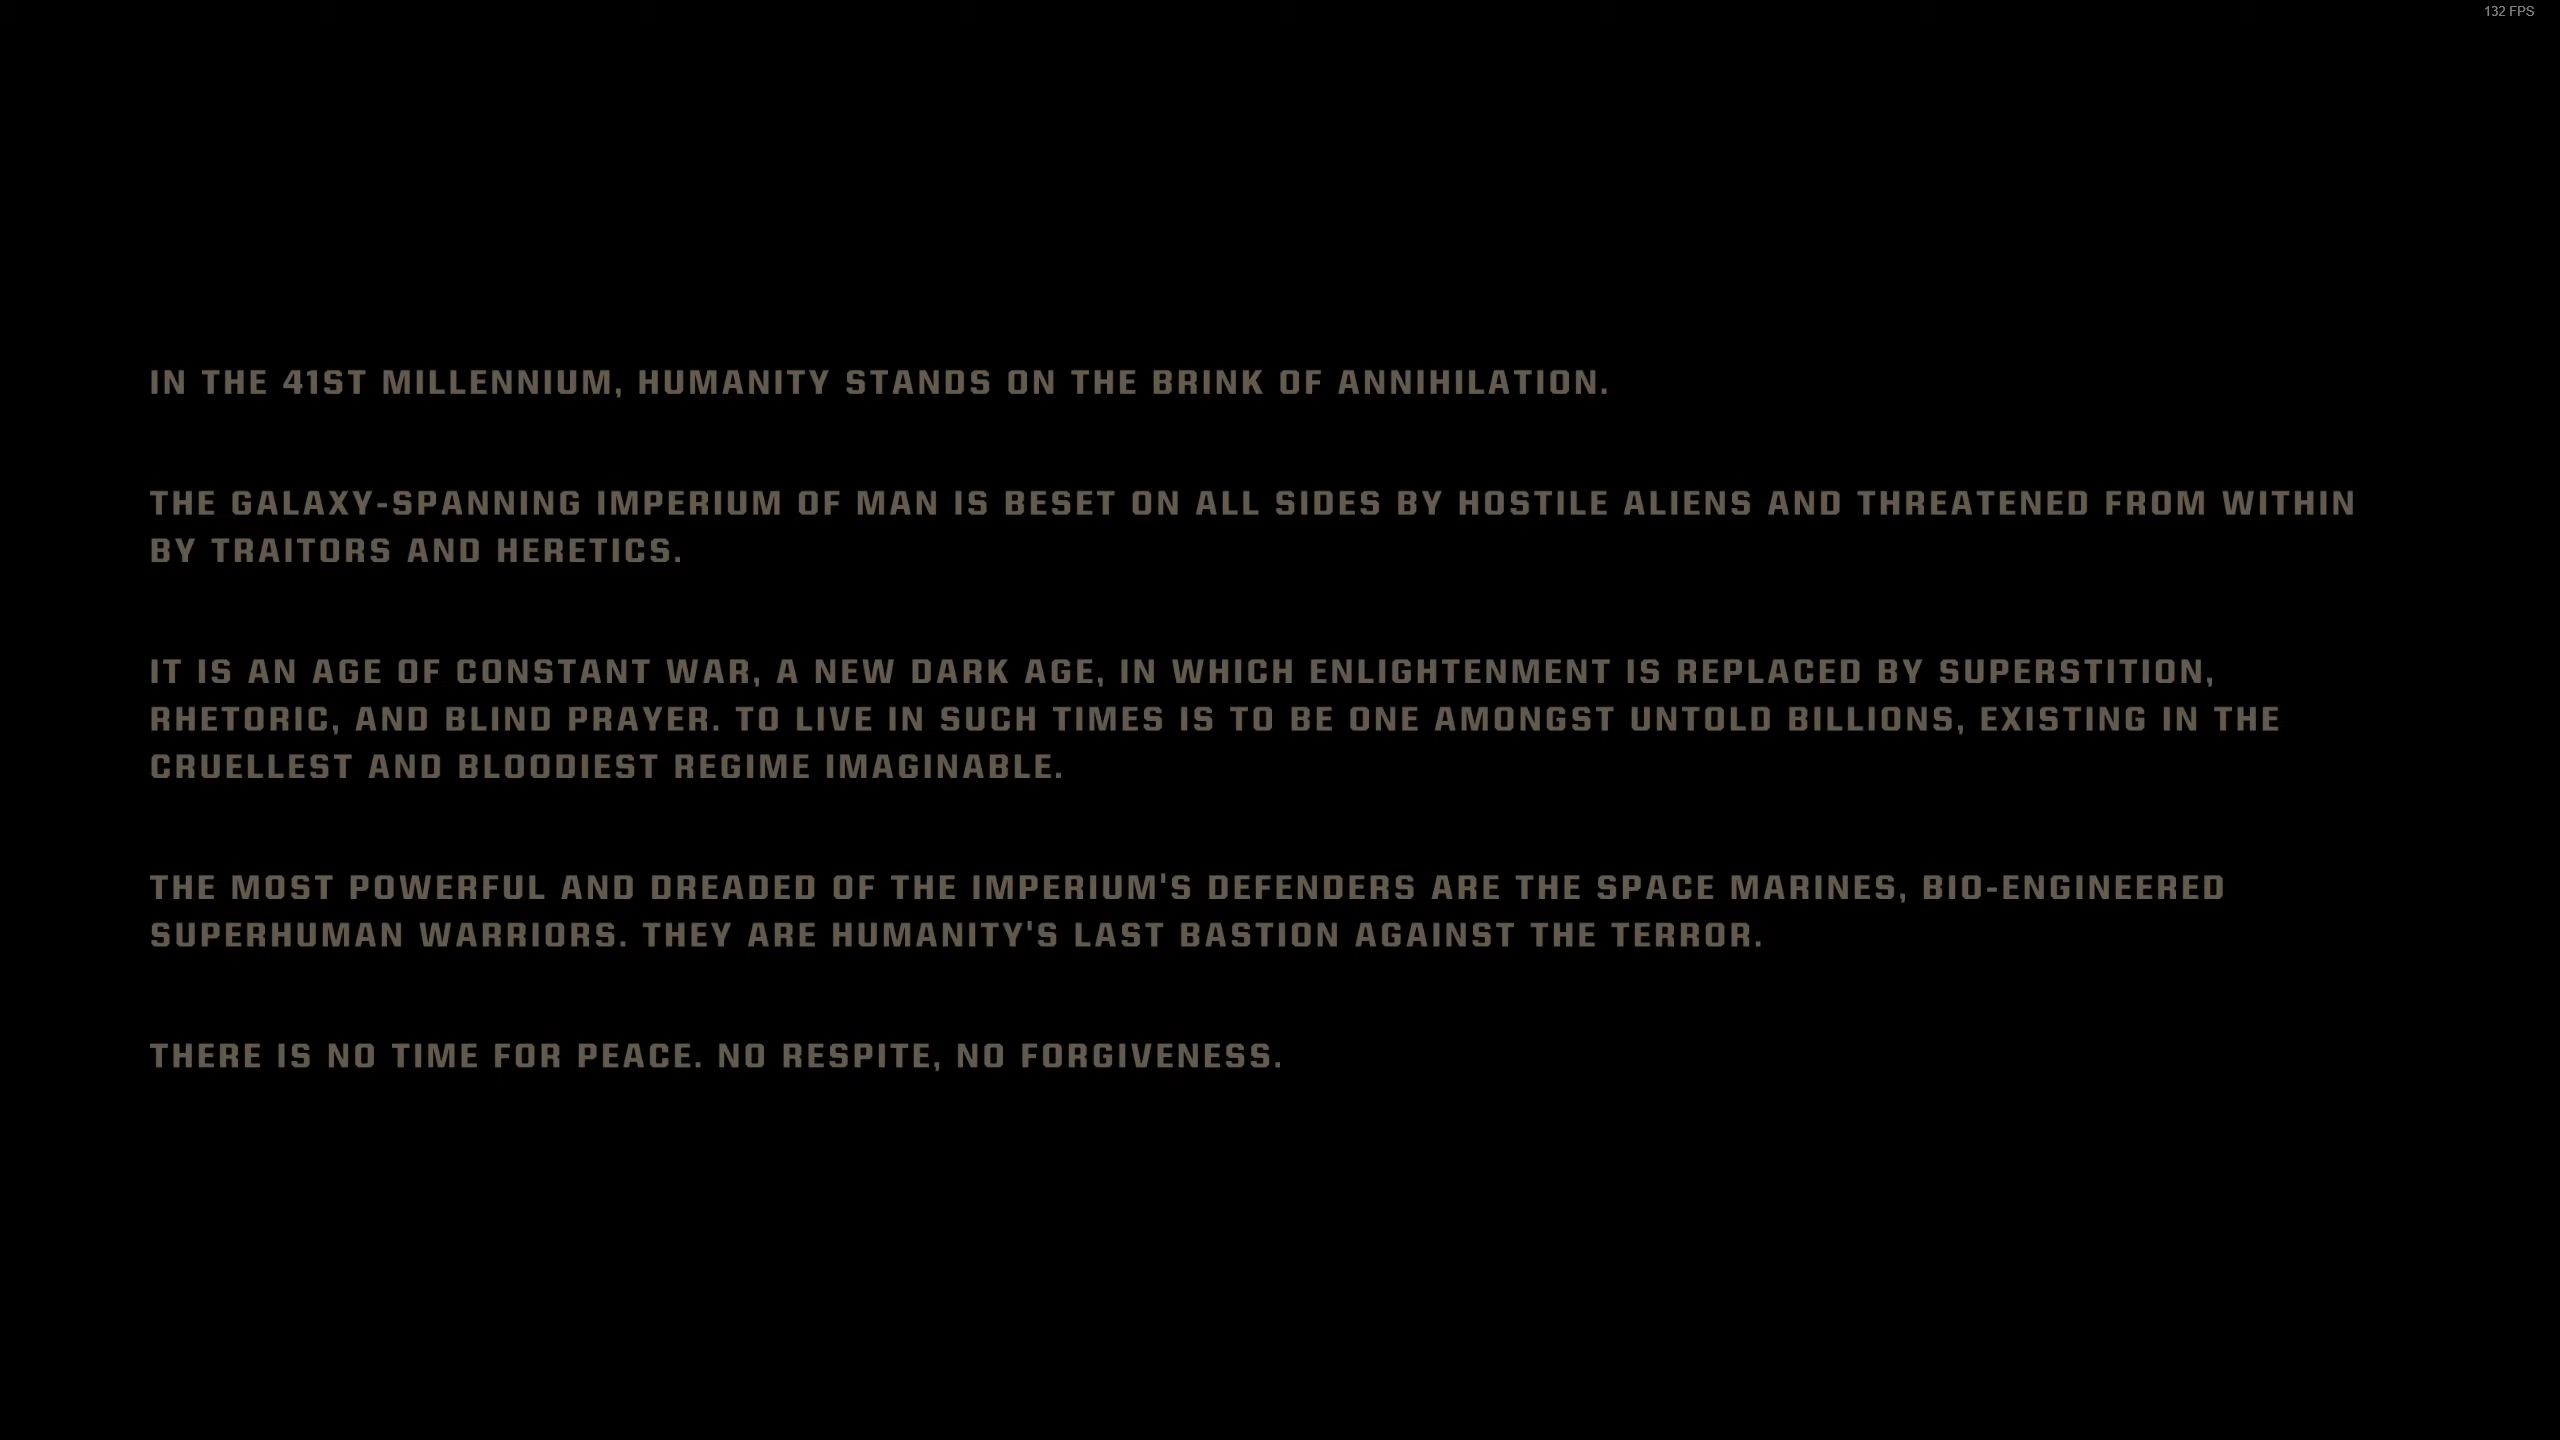 132 FPS
IN THE 41ST MILLENNIUM, HUMANITY STANDS ON THE BRINK OF ANNIHILATION.
THE GALAXY-SPANNING IMPERIUM OF MAN IS BESET ON ALL SIDES BY HOSTILE ALIENS AND THREATENED FROM WITHIN
BY TRAITORS AND HERETICS.
IT IS AN AGE OF CONSTANT WAR, A NEW DARK AGE, IN WHICH ENLIGHTENMENT IS REPLACED BY SUPERSTITION,
RHETORIC, AND BLIND PRAYER. TO LIVE IN SUCH TIMES IS TO BE ONE AMONGST UNTOLD BILLIONS, EXISTING IN THE
CRUELLEST AND BLOODIEST REGIME IMAGINABLE.
THE MOST POWERFUL AND DREADED OF THE IMPERIUM'S DEFENDERS ARE THE SPACE MARINES, BIO-ENGINEERED
SUPERHUMAN WARRIORS. THEY ARE HUMANITY'S LAST BASTION AGAINST THE TERROR.
THERE IS NO TIME FOR PEACE. NO RESPITE, NO FORGIVENESS.